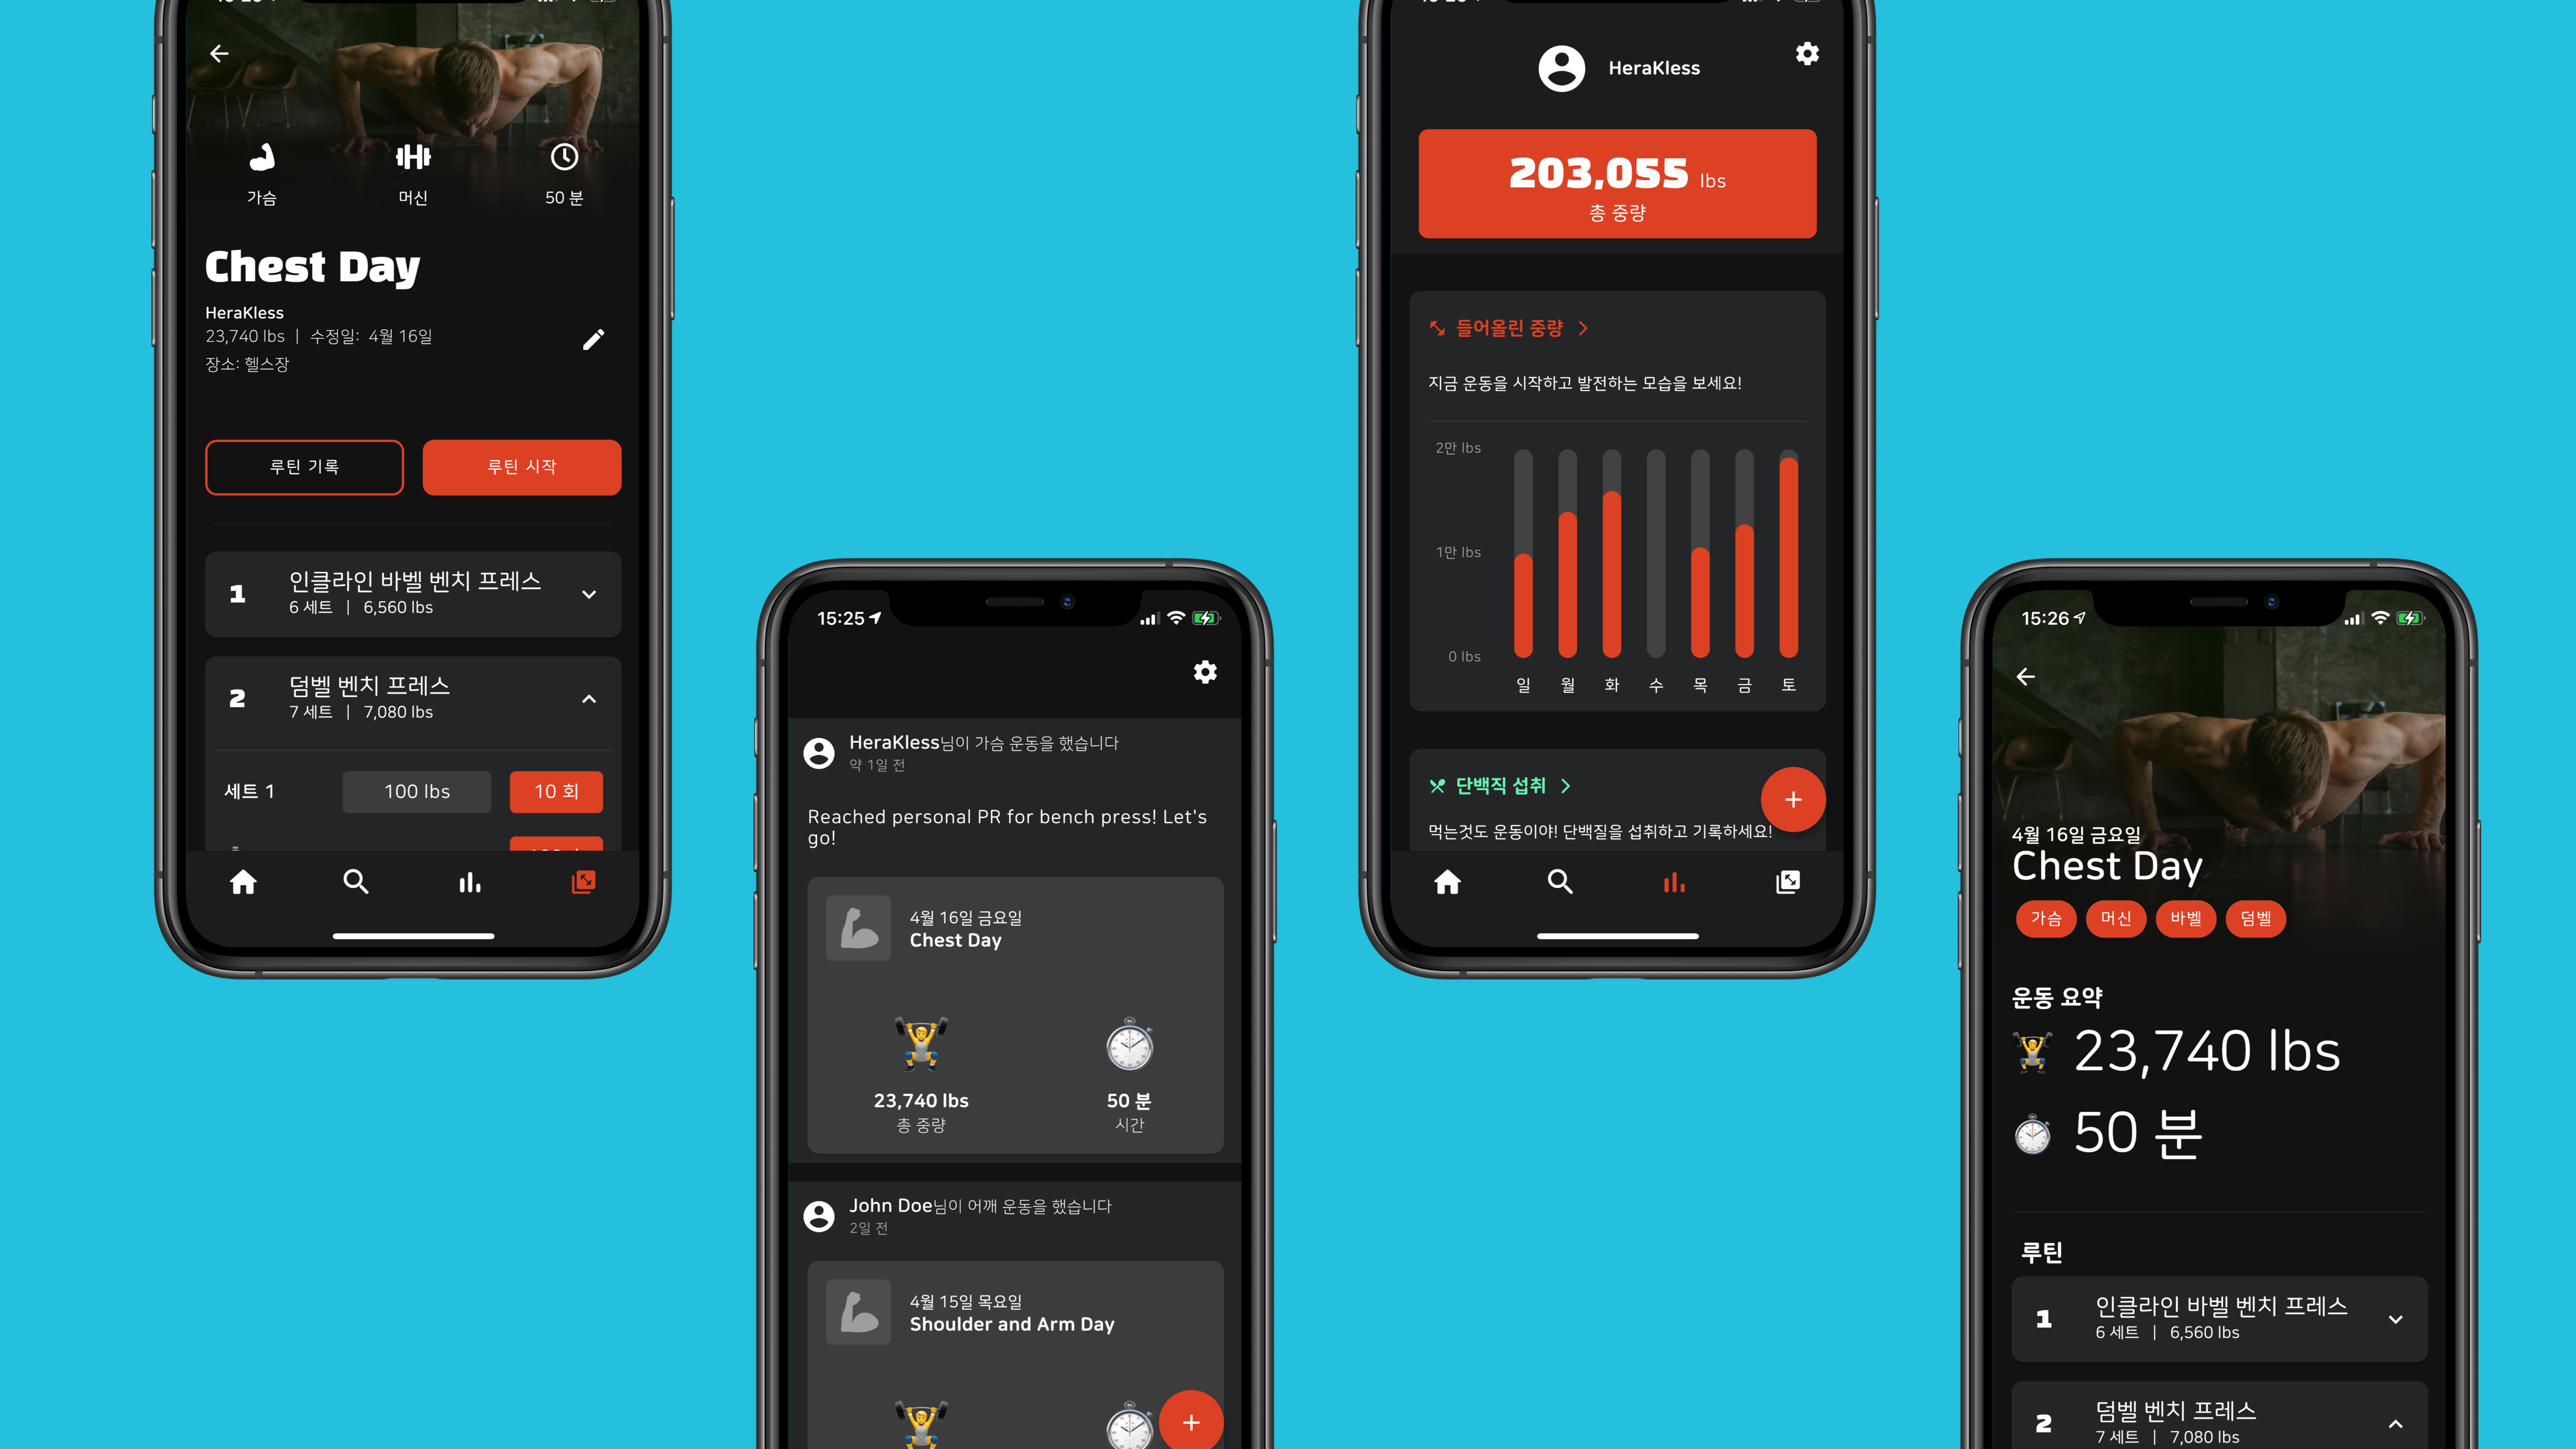 가슴
머신
50 분
Chest Day
HeraKless
23,740 lbs | 수정일: 4월 16일
장소: 헬스장
루틴 기록
루틴 시작
1
인클라인 바벨 벤치 프레스
6 세트 | 6,560 lbs
2
덤벨 벤치 프레스
7 세트 | 7,080 lbs
세트 1
100 lbs
10 회
15:25
HeraKless님이 가슴 운동을 했습니다
약 1일 전
Reached personal PR for bench press! Let's
go!
4월 16일 금요일
Chest Day
23,740 lbs
총 중량
50 분
시간
John Doe님이 어깨 운동을 했습니다
2일 전
4월 15일 목요일
Shoulder and Arm Day
HeraKless
203,055 lbs
총 중량
들어올린 중량
지금 운동을 시작하고 발전하는 모습을 보세요!
2만 lbs
1만 lbs
0 lbs
일 월 화 수 목 금 토
단백직 섭취
먹는것도 운동이야! 단백질을 섭취하고 기록하세요!
15:26
4월 16일 금요일
Chest Day
가슴
머신
바벨
덤벨
운동 요약
23,740 lbs
50 분
루틴
1
인클라인 바벨 벤치 프레스
6 세트 | 6,560 lbs
2
덤벨 벤치 프레스
7 세트 | 7,080 lbs